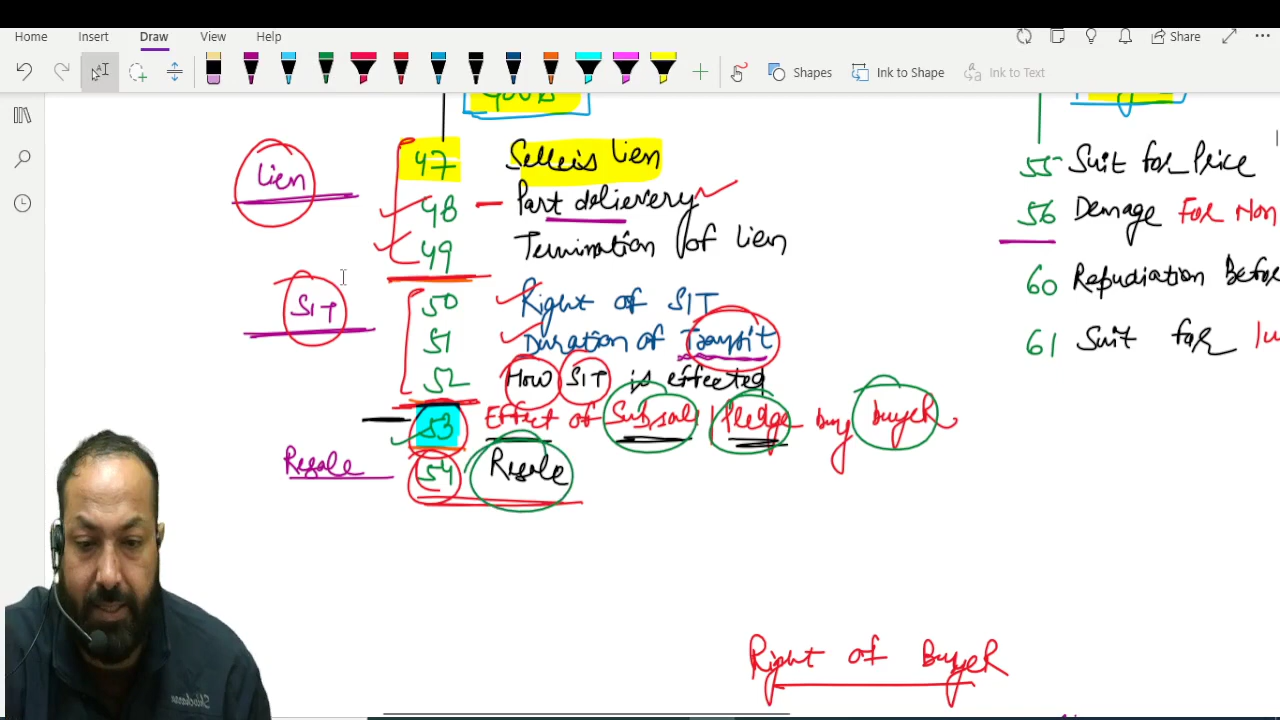 Home Insert Draw View Help
Share
Shapes Ink to Shape Ink to Text
Lien
47 Seller's Lien
48 - Part delievery
49 Termination of Lien
SIT
50 Right of SIT
51 Duration of Transit
52 How SIT is effected
53 Effect of Subsale | Pledge buy buyeR
Resale 54 Resale
55 Suit for Price
56 Demage For Non
60 Repudiation Before
61 Suit for
Right of BuyeR